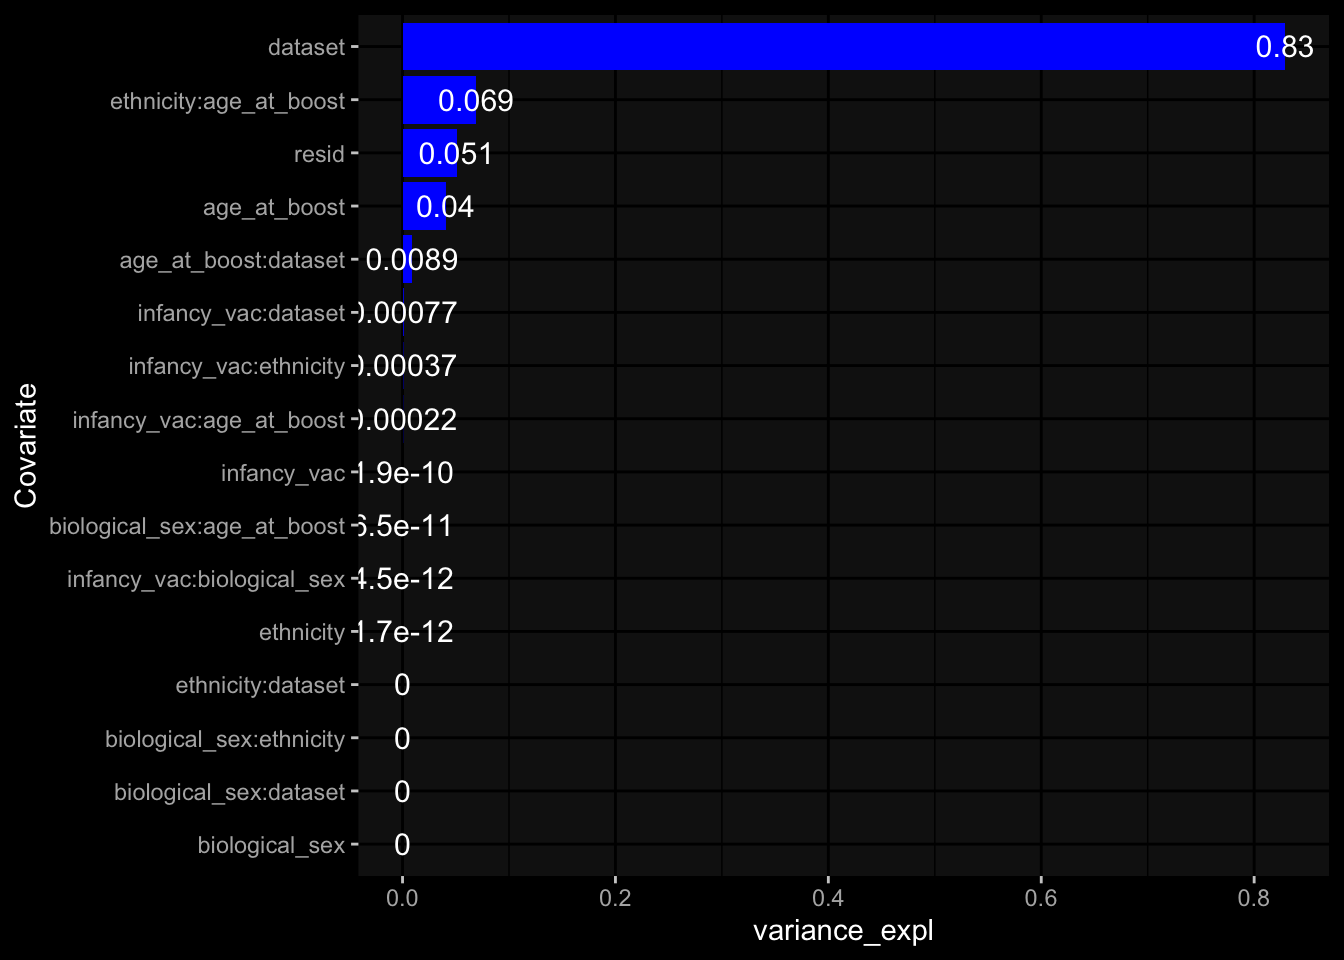 dataset 0.83
ethnicity:age_at_boost 0.069
resid 0.051
age_at_boost 0.04
age_at_boost:dataset 0.0089
infancy_vac:dataset 0.00077
infancy_vac:ethnicity 0.00037
infancy_vac:age_at_boost 0.00022
infancy_vac 1.9e-10
biological_sex:age_at_boost 6.5e-11
infancy_vac:biological_sex 4.5e-12
ethnicity 1.7e-12
ethnicity:dataset 0
biological_sex:ethnicity 0
biological_sex:dataset 0
biological_sex 0
Covariate
0.0 0.2 0.4 0.6 0.8
variance_expl